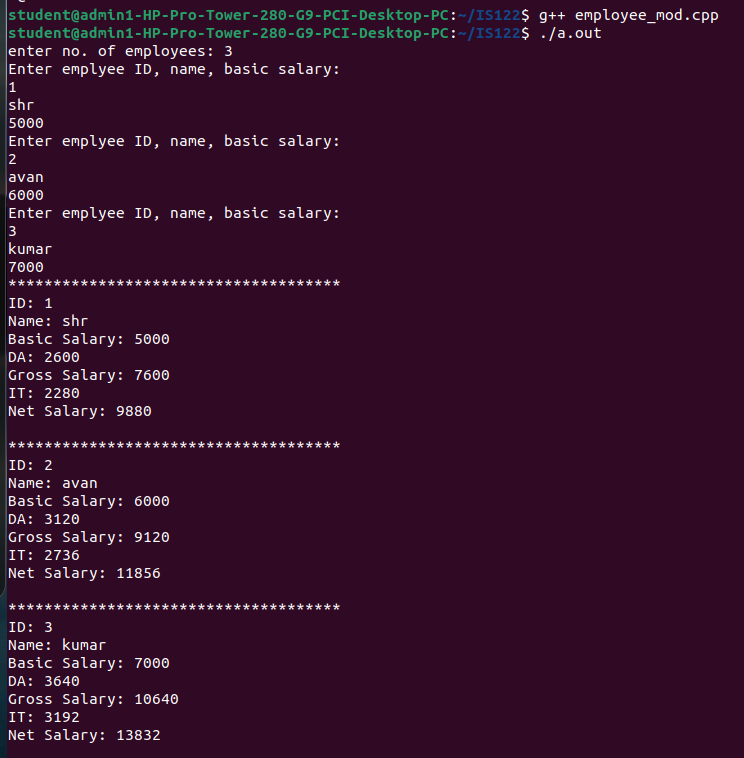 student@admin1-HP-Pro-Tower-280-G9-PCI-Desktop-PC:~/IS122$ g++ employee_mod.cpp
student@admin1-HP-Pro-Tower-280-G9-PCI-Desktop-PC:~/IS122$ ./a.out
enter no. of employees: 3
Enter emplyee ID, name, basic salary:
1
shr
5000
Enter emplyee ID, name, basic salary:
2
avan
6000
Enter emplyee ID, name, basic salary:
3
kumar
7000
*************************************
ID: 1
Name: shr
Basic Salary: 5000
DA: 2600
Gross Salary: 7600
IT: 2280
Net Salary: 9880

*************************************
ID: 2
Name: avan
Basic Salary: 6000
DA: 3120
Gross Salary: 9120
IT: 2736
Net Salary: 11856

*************************************
ID: 3
Name: kumar
Basic Salary: 7000
DA: 3640
Gross Salary: 10640
IT: 3192
Net Salary: 13832